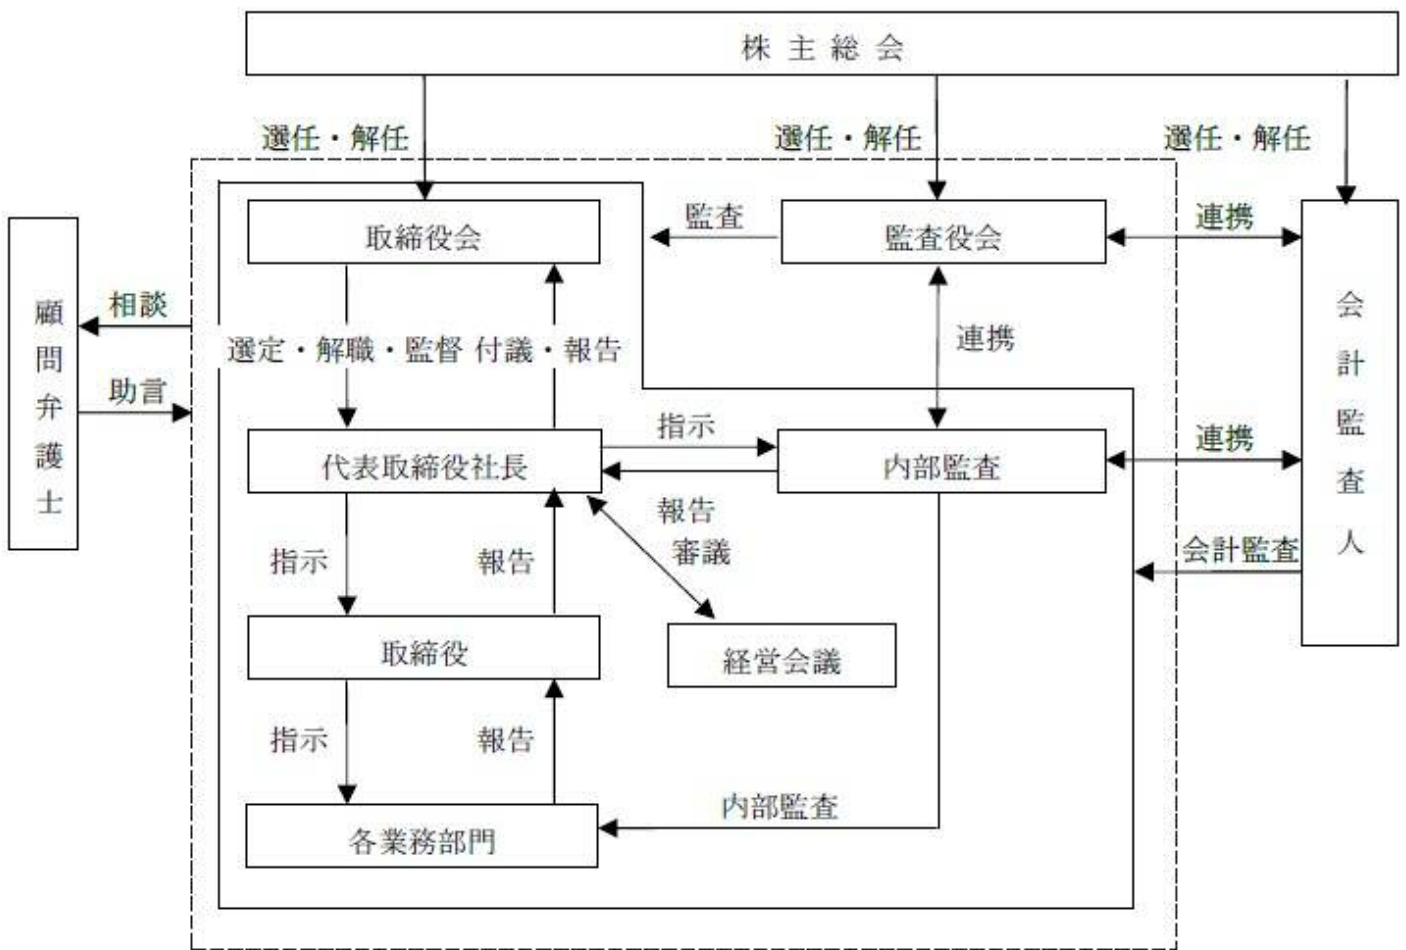 株主総会
選任・解任
選任・解任
選任・解任
取締役会
監査
監査役会
連携
顧問弁護士
相談
助言
選定・解職・監督
付議・報告
連携
会計監査人
代表取締役社長
指示
報告
内部監査
連携
審議
会計監査
指示
報告
取締役
経営会議
指示
報告
内部監査
各業務部門